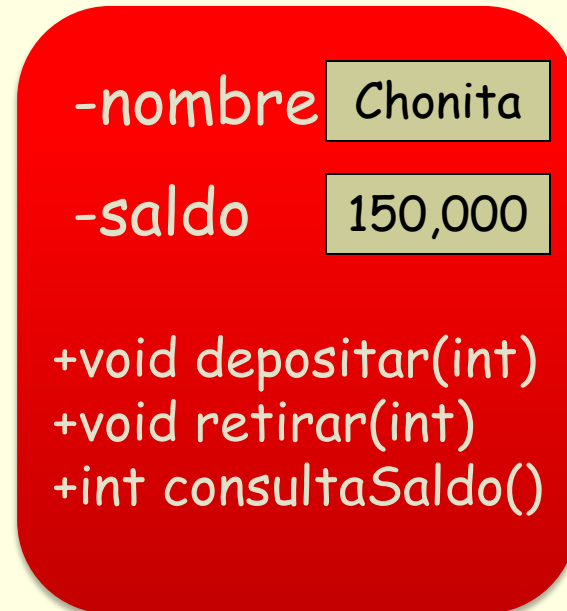 -nombre Chonita
-saldo 150,000
+void depositar(int)
+void retirar(int)
+int consultaSaldo()